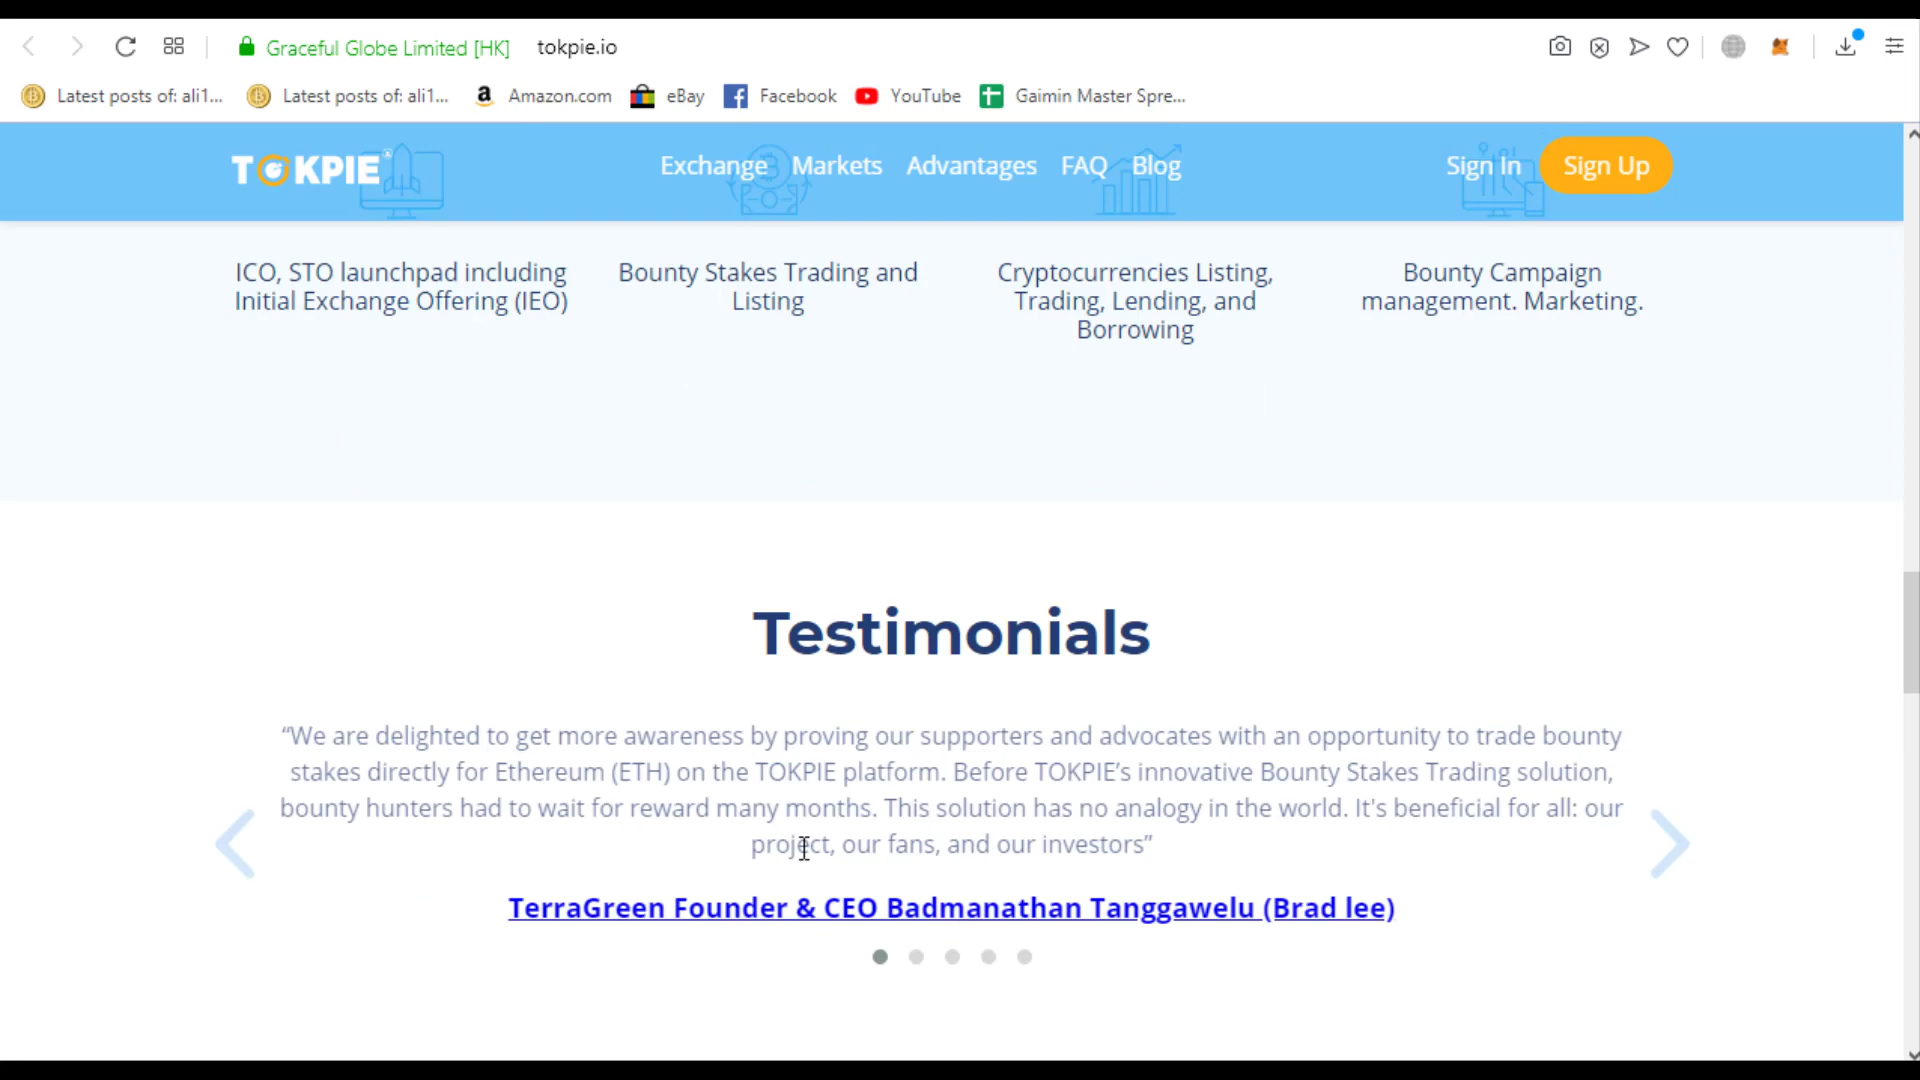 Graceful Globe Limited [HK] tokpie.io
Latest posts of: ali1... Latest posts of: ali1... Amazon.com eBay Facebook YouTube Gaimin Master Spre...
TOKPIE Exchange Markets Advantages FAQ Blog Sign In Sign Up
ICO, STO launchpad including
Initial Exchange Offering (IEO)
Bounty Stakes Trading and
Listing
Cryptocurrencies Listing,
Trading, Lending, and
Borrowing
Bounty Campaign
management. Marketing.
Testimonials
“We are delighted to get more awareness by proving our supporters and advocates with an opportunity to trade bounty
stakes directly for Ethereum (ETH) on the TOKPIE platform. Before TOKPIE’s innovative Bounty Stakes Trading solution,
bounty hunters had to wait for reward many months. This solution has no analogy in the world. It's beneficial for all: our
project, our fans, and our investors”
TerraGreen Founder & CEO Badmanathan Tanggawelu (Brad lee)